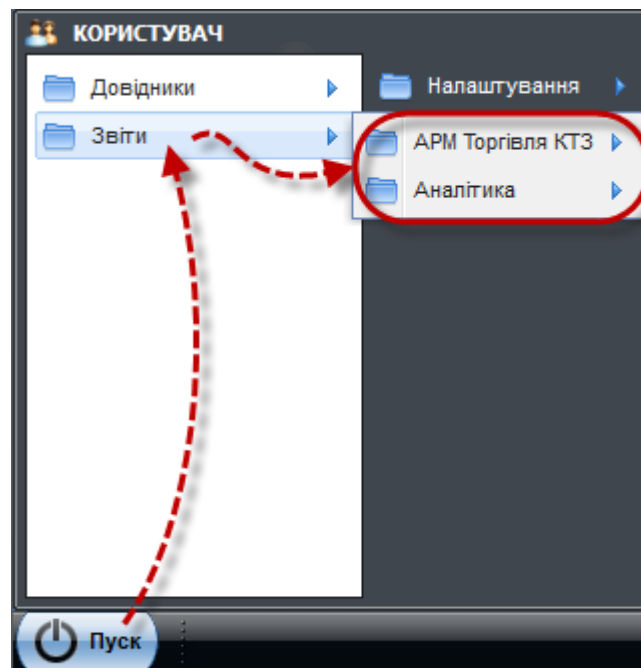 КОРИСТУВАЧ
Довідники
Налаштування
Звіти
АРМ Торгівля КТЗ
Аналітика
Пуск